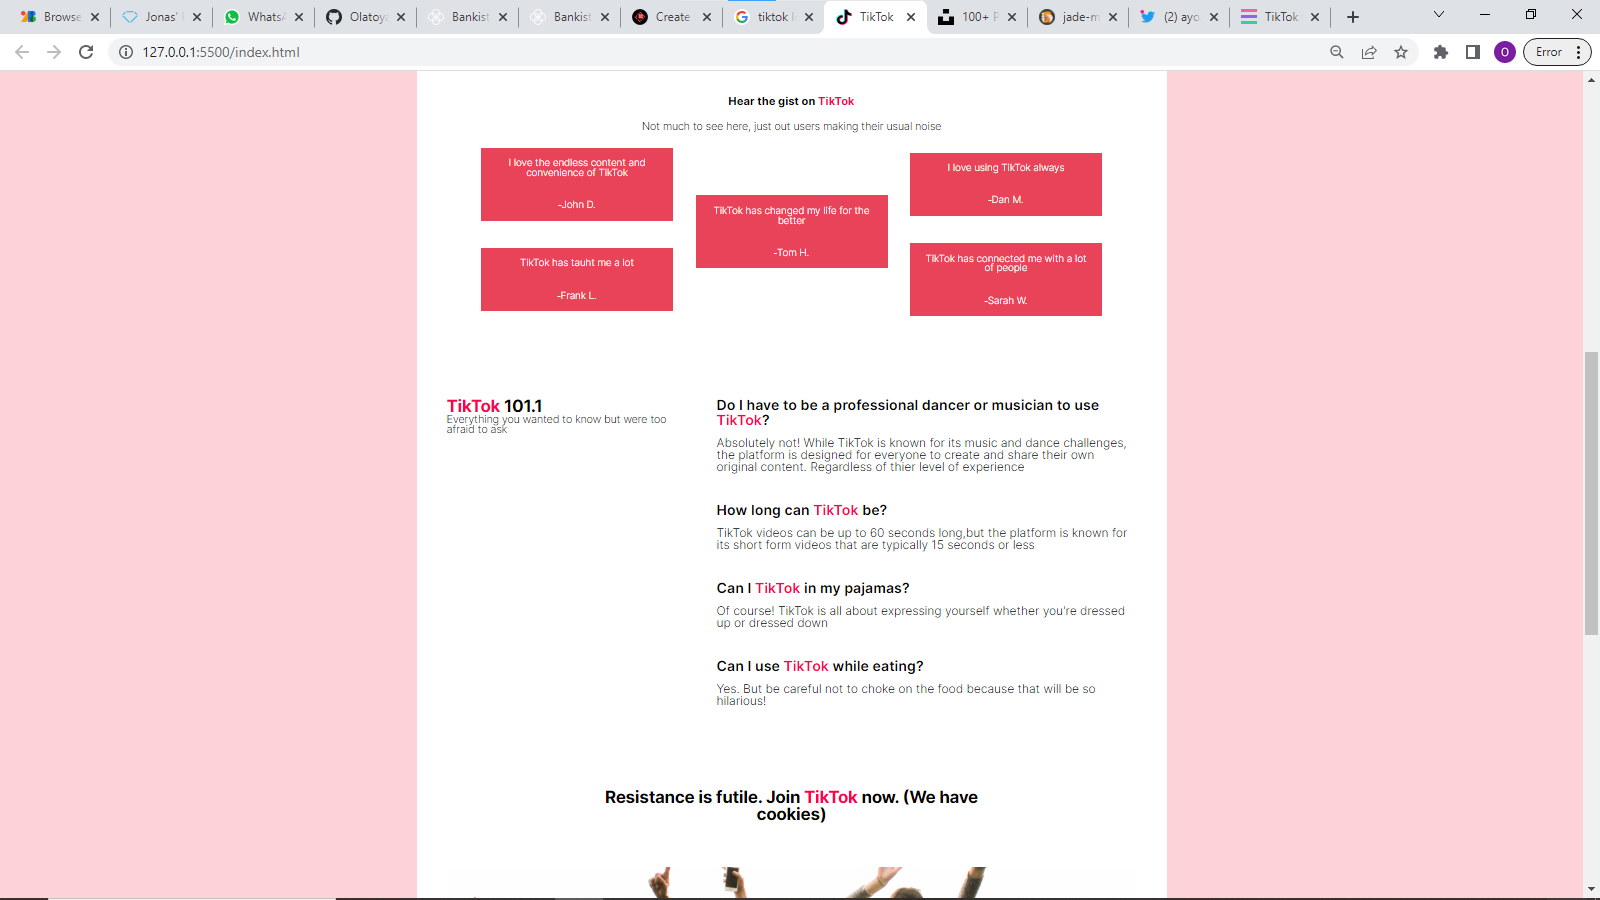 Browse
Jonas'
WhatsA
Olatoya
Bankist
Bankist
Create
tiktok
TikTok
100+ P
jade-m
(2) ayo
TikTok
127.0.0.1:5500/index.html
O
Error
Hear the gist on TikTok
Not much to see here, just out users making their usual noise
I love the endless content and
convenience of TikTok
-John D.
TikTok has tauht me a lot
-Frank L.
TikTok has changed my life for the
better
-Tom H.
I love using TikTok always
-Dan M.
TikTok has connected me with a lot
of people
-Sarah W.
TikTok 101.1
Everything you wanted to know but were too
afraid to ask
Do I have to be a professional dancer or musician to use
TikTok?
Absolutely not! While TikTok is known for its music and dance challenges,
the platform is designed for everyone to create and share their own
original content. Regardless of thier level of experience
How long can TikTok be?
TikTok videos can be up to 60 seconds long,but the platform is known for
its short form videos that are typically 15 seconds or less
Can I TikTok in my pajamas?
Of course! TikTok is all about expressing yourself whether you're dressed
up or dressed down
Can I use TikTok while eating?
Yes. But be careful not to choke on the food because that will be so
hilarious!
Resistance is futile. Join TikTok now. (We have
cookies)